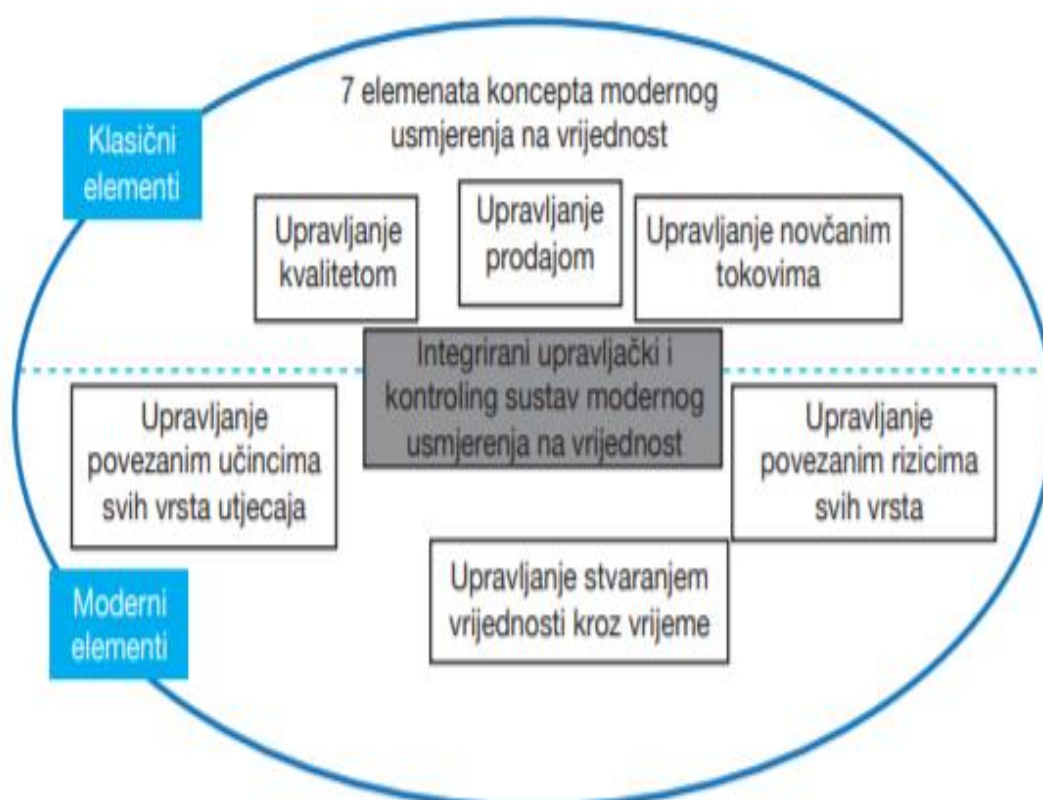 7 elemenata koncepta modernog
usmjerenja na vrijednost
Klasični
elementi
Upravljanje
kvalitetom
Upravljanje
prodajom
Upravljanje novčanim
tokovima
Integrirani upravljački i
kontroling sustav modernog
usmjerenja na vrijednost
Upravljanje
povezanim učincima
svih vrsta utjecaja
Upravljanje
povezanim rizicima
svih vrsta
Upravljanje stvaranjem
vrijednosti kroz vrijeme
Moderni
elementi